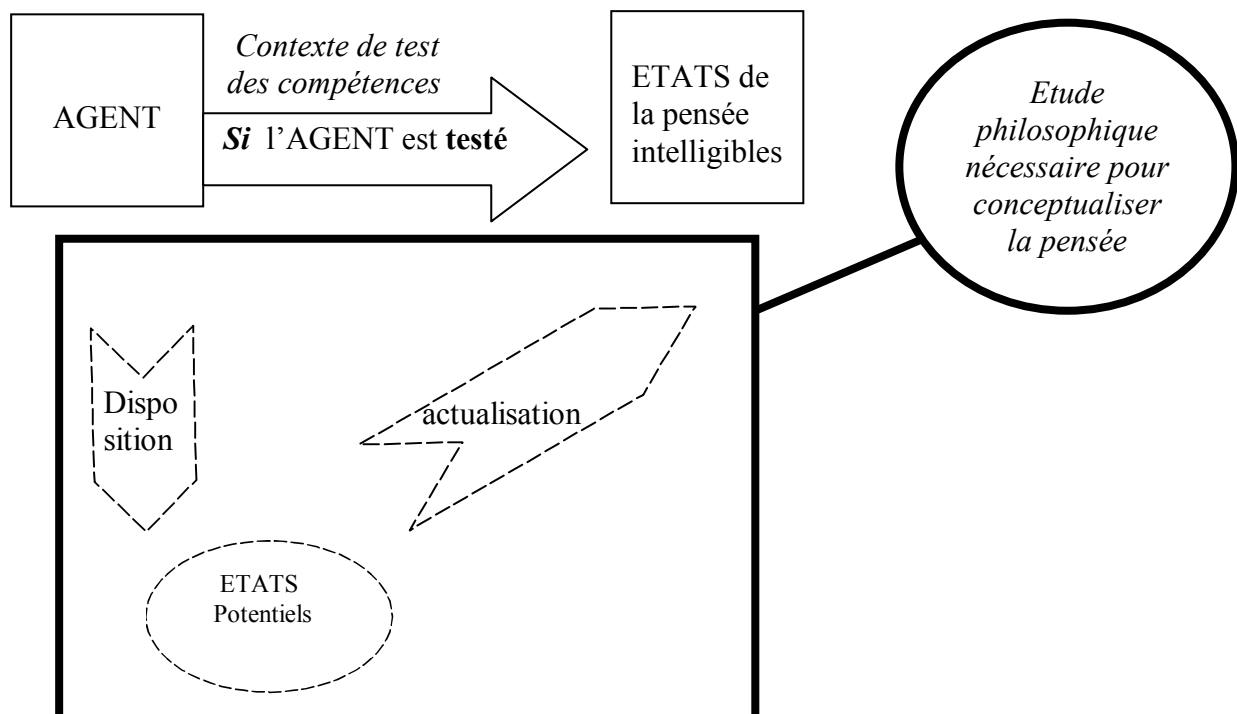 AGENT
Contexte de test
des compétences
Si l’AGENT est testé
ETATS de
la pensée
intelligibles
Etude
philosophique
nécessaire pour
conceptualiser
la pensée
Dispo
sition
actualisation
ETATS
Potentiels